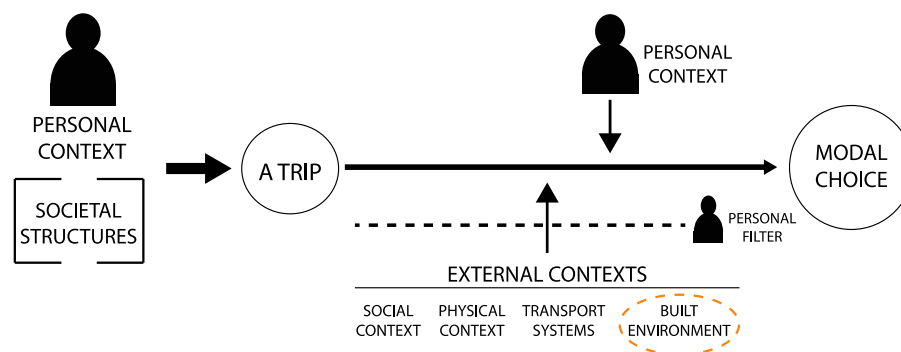 PERSONAL
CONTEXT
SOCIETAL
STRUCTURES
A TRIP
PERSONAL
CONTEXT
MODAL
CHOICE
PERSONAL
FILTER
EXTERNAL CONTEXTS
SOCIAL
CONTEXT
PHYSICAL
CONTEXT
TRANSPORT
SYSTEMS
BUILT
ENVIRONMENT